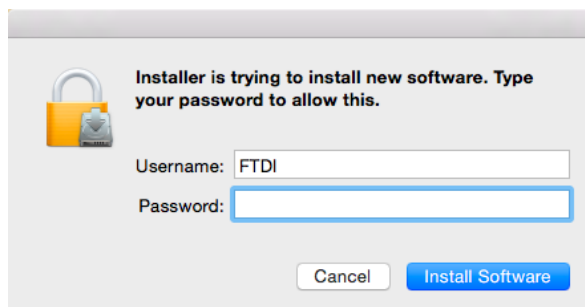 Installer is trying to install new software. Type
your password to allow this.
Username: FTDI
Password:
Cancel Install Software